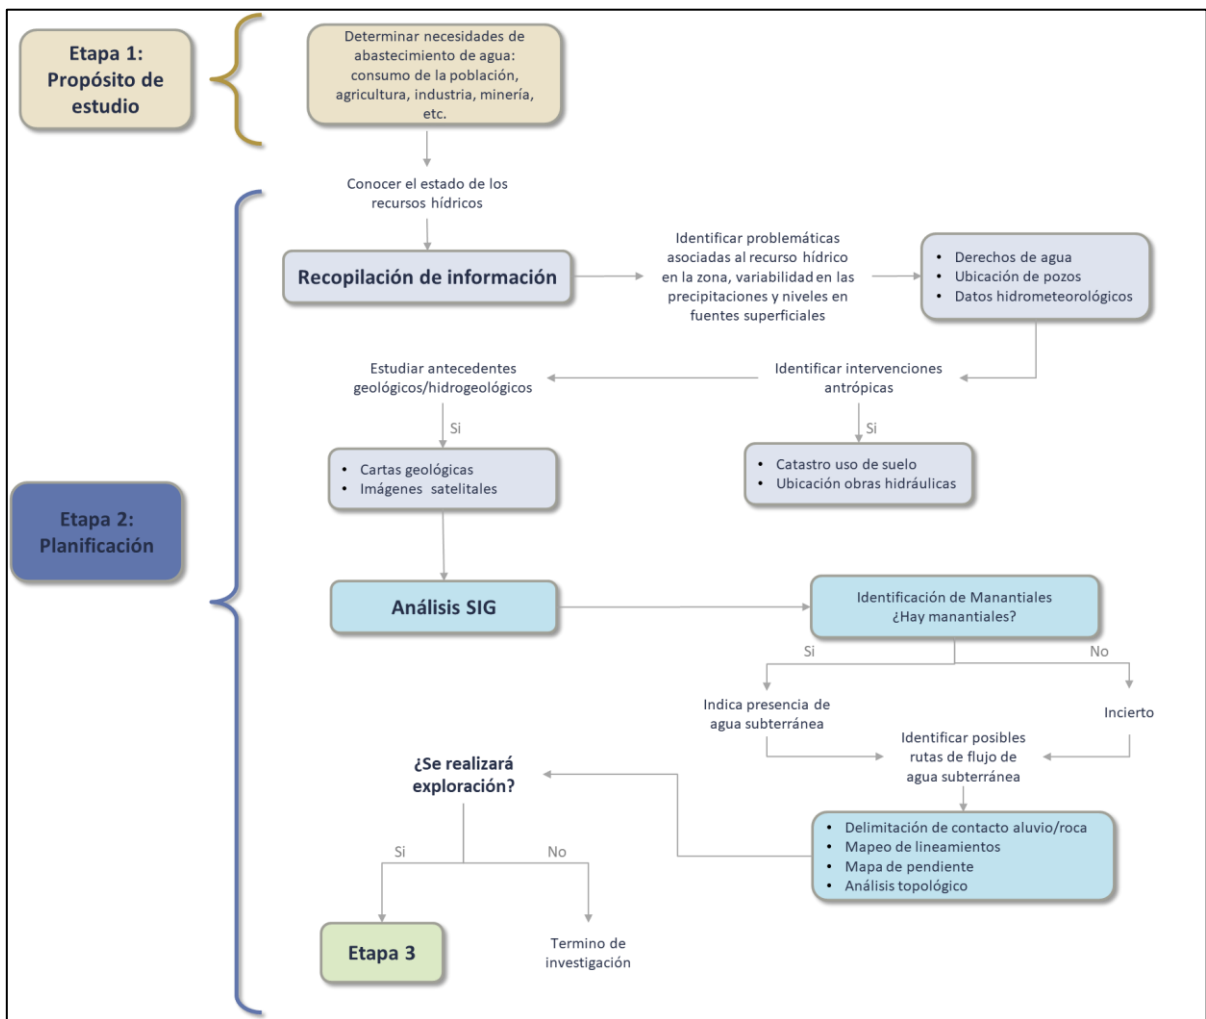 Etapa 1:
Propósito de
estudio
Determinar necesidades de
abastecimiento de agua:
consumo de la población,
agricultura, industria, minería,
etc.
Conocer el estado de los
recursos hídricos
Recopilación de información
Identificar problemáticas
asociadas al recurso hídrico
en la zona, variabilidad en las
precipitaciones y niveles en
fuentes superficiales
• Derechos de agua
• Ubicación de pozos
• Datos hidrometeorológicos
Identificar intervenciones
antrópicas
Estudiar antecedentes
geológicos/hidrogeológicos
Si
Si
• Cartas geológicas
• Imágenes satelitales
• Catastro uso de suelo
• Ubicación obras hidráulicas
Etapa 2:
Planificación
Análisis SIG
Identificación de Manantiales
¿Hay manantiales?
Si
No
Indica presencia de
agua subterránea
Incierto
Identificar posibles
rutas de flujo de
agua subterránea
• Delimitación de contacto aluvio/roca
• Mapeo de lineamientos
• Mapa de pendiente
• Análisis topológico
¿Se realizará
exploración?
Si
No
Etapa 3
Termino de
investigación